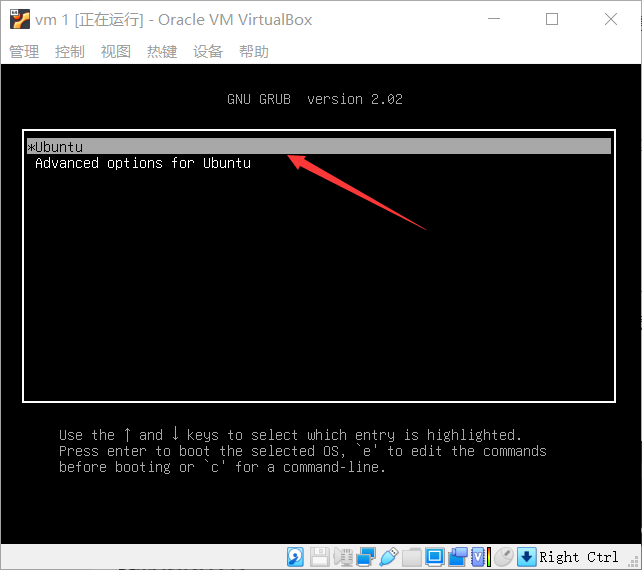 vm 1 [正在运行] - Oracle VM VirtualBox
管理 控制 视图 热键 设备 帮助
GNU GRUB version 2.02
*Ubuntu
Advanced options for Ubuntu
Use the ↑ and ↓ keys to select which entry is highlighted.
Press enter to boot the selected OS, `e' to edit the commands
before booting or `c' for a command-line.
Right Ctrl